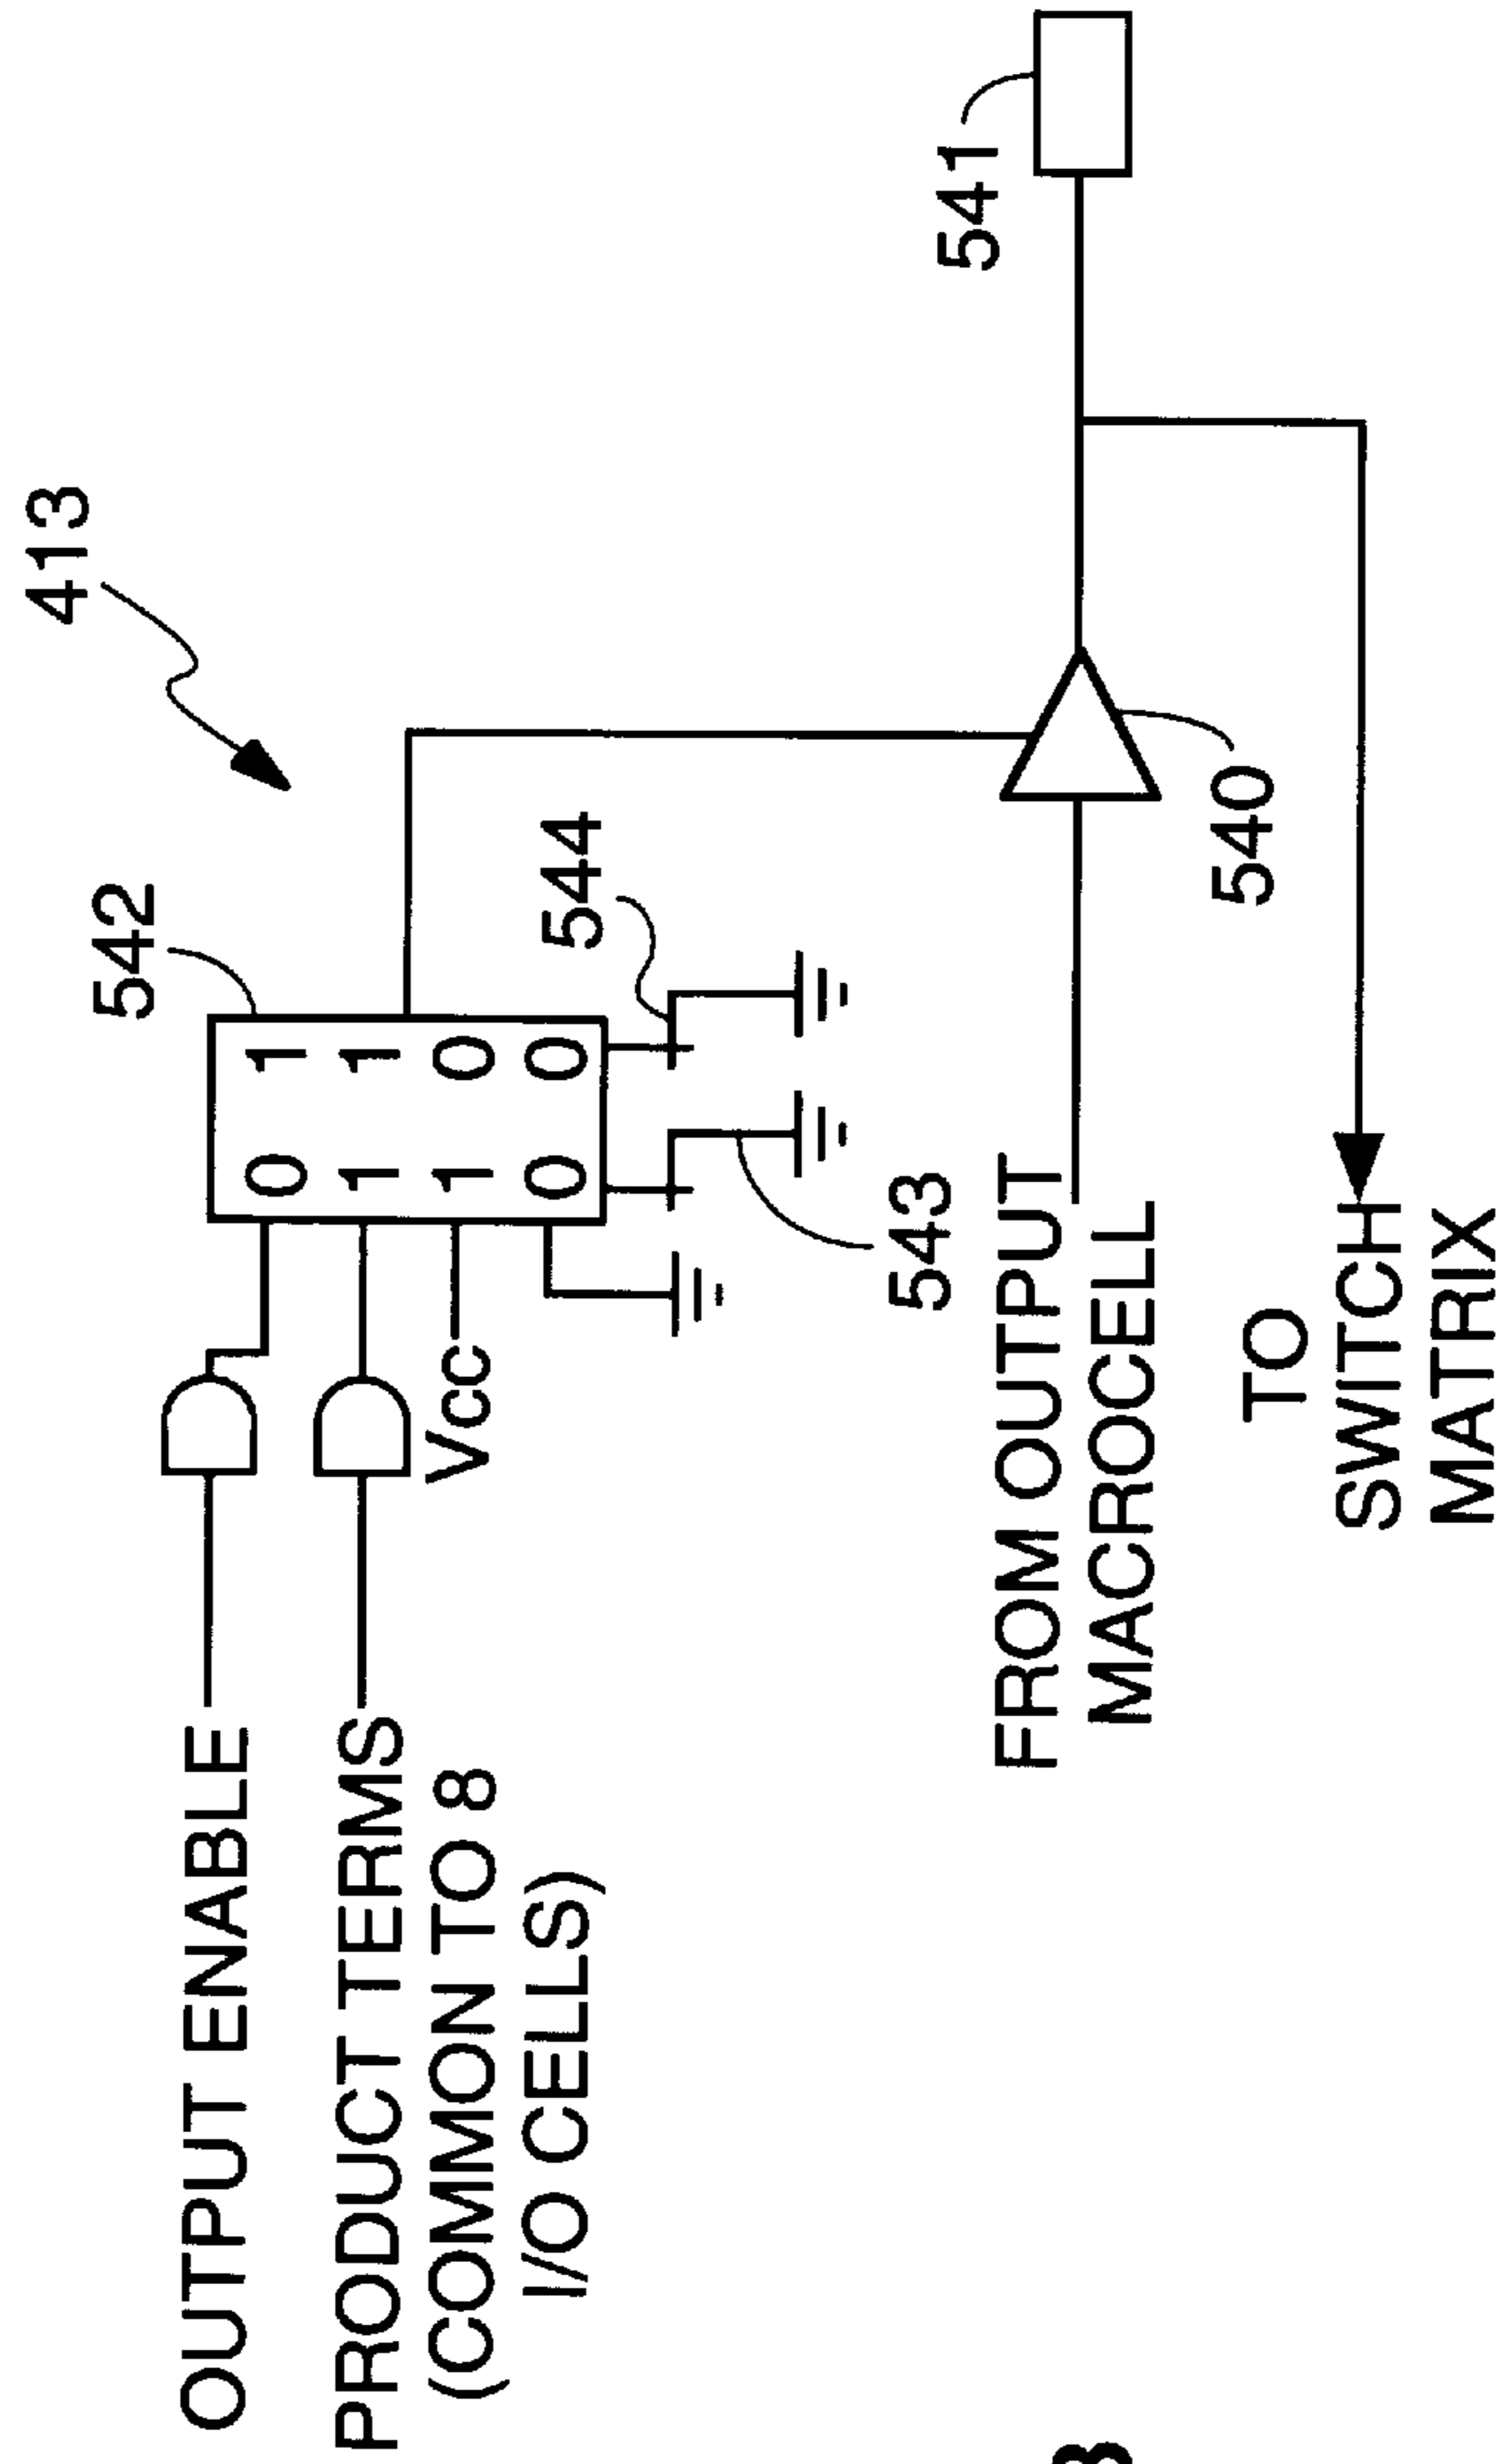 413
542
OUTPUT ENABLE
PRODUCT TERMS
(COMMON TO 8
I/O CELLS)
Vcc
0 1
1 1
1 0
0 0
544
543
541
FROM OUTPUT
MACROCELL
540
TO
SWITCH
MATRIX